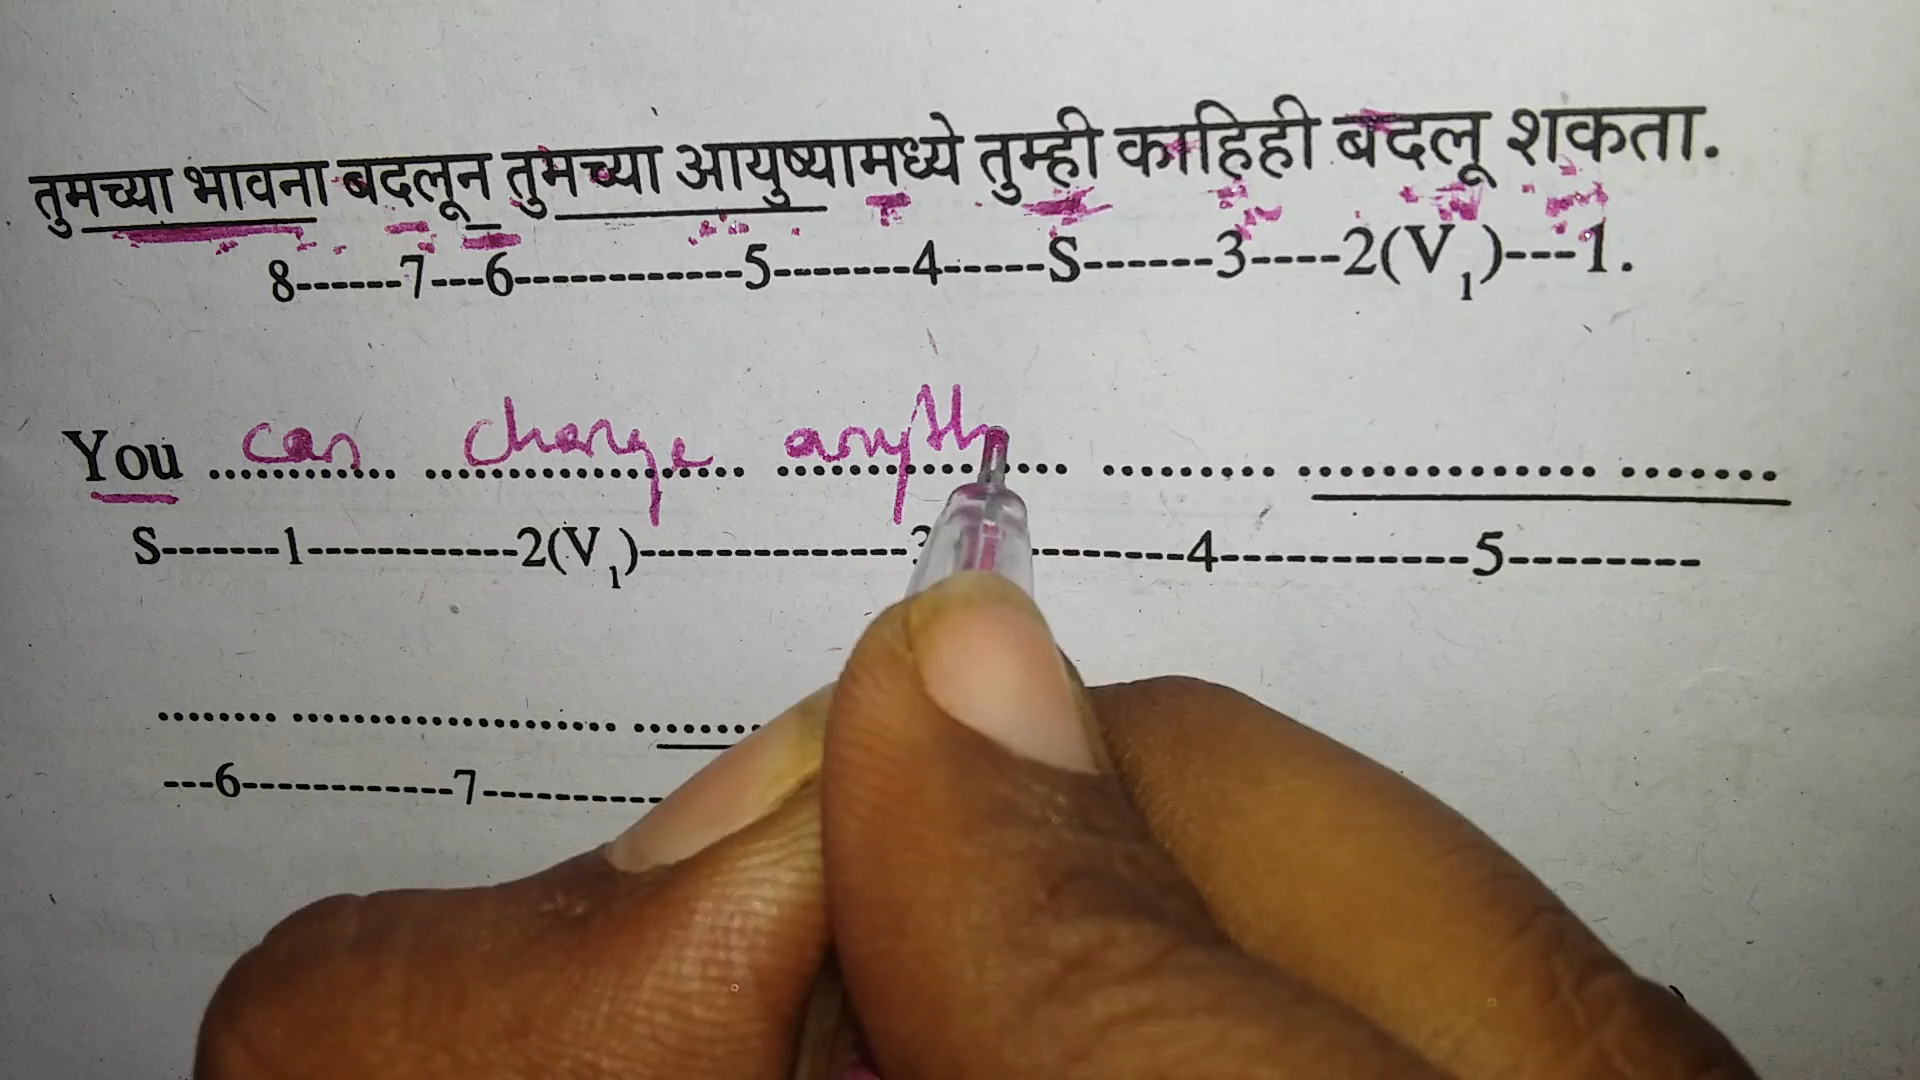 तुमच्या भावना बदलून तुमच्या आयुष्यामध्ये तुम्ही काहिही बदलू शकता.
8------7---6-------------5-------4-----S------3----2(V1)---1.
You can change anyth
S-------1------------2(V1)---------------3---------4------------5---------
---6------------7----------